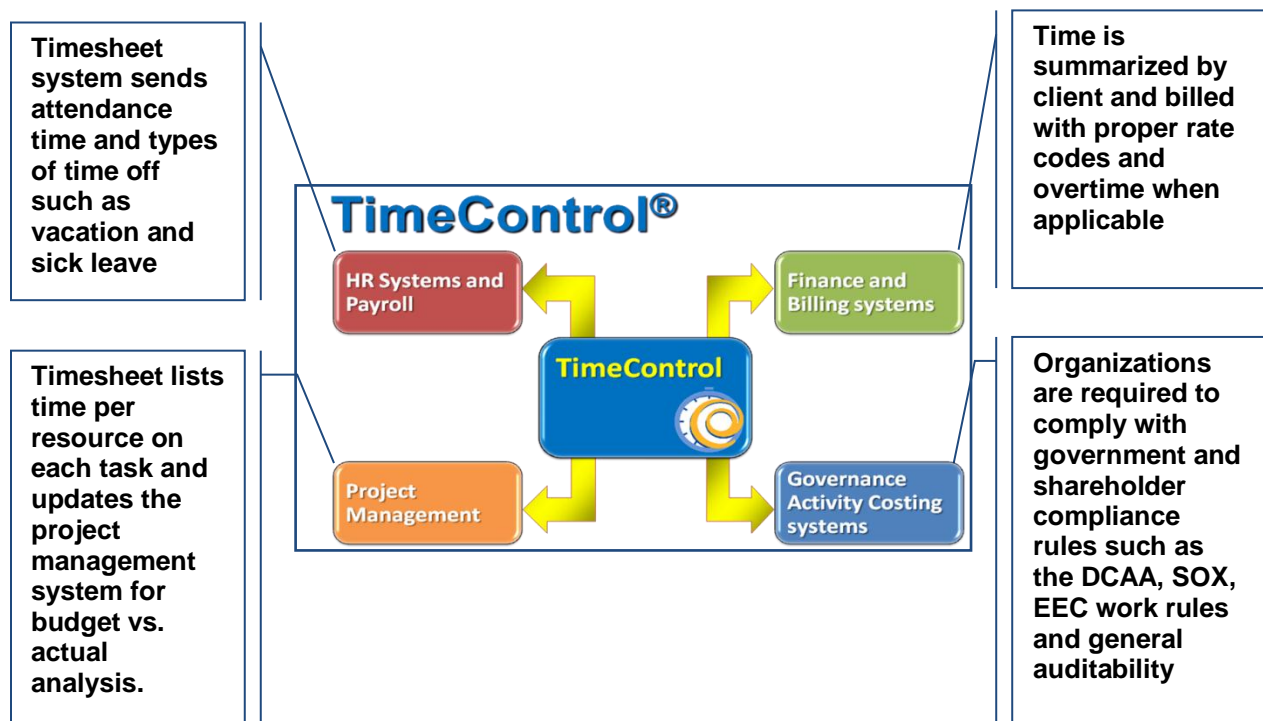 Timesheet
system sends
attendance
time and types
of time off
such as
vacation and
sick leave
Time is
summarized by
client and billed
with proper rate
codes and
overtime when
applicable
TimeControl®
HR Systems and
Payroll
Finance and
Billing systems
TimeControl
Project
Management
Governance
Activity Costing
systems
Timesheet lists
time per
resource on
each task and
updates the
project
management
system for
budget vs.
actual
analysis.
Organizations
are required to
comply with
government and
shareholder
compliance
rules such as
the DCAA, SOX,
EEC work rules
and general
auditability